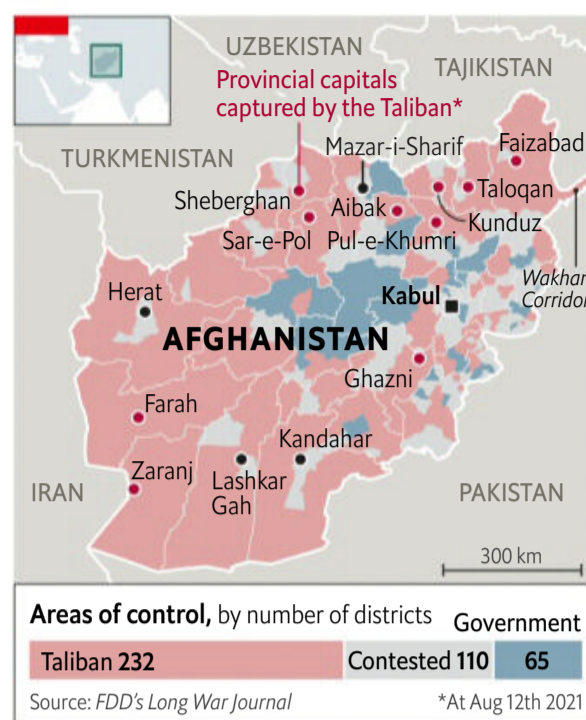 UZBEKISTAN
TAJIKISTAN
Provincial capitals
captured by the Taliban*
TURKMENISTAN
Mazar-i-Sharif
Faizabad
Sheberghan
Aibak
Taloqan
Kunduz
Sar-e-Pol
Pul-e-Khumri
Wakhan
Corridor
Herat
Kabul
AFGHANISTAN
Ghazni
Farah
Kandahar
Zaranj
Lashkar
Gah
IRAN
PAKISTAN
300 km
Areas of control, by number of districts
Government
Taliban 232
Contested 110
65
Source: FDD's Long War Journal
*At Aug 12th 2021